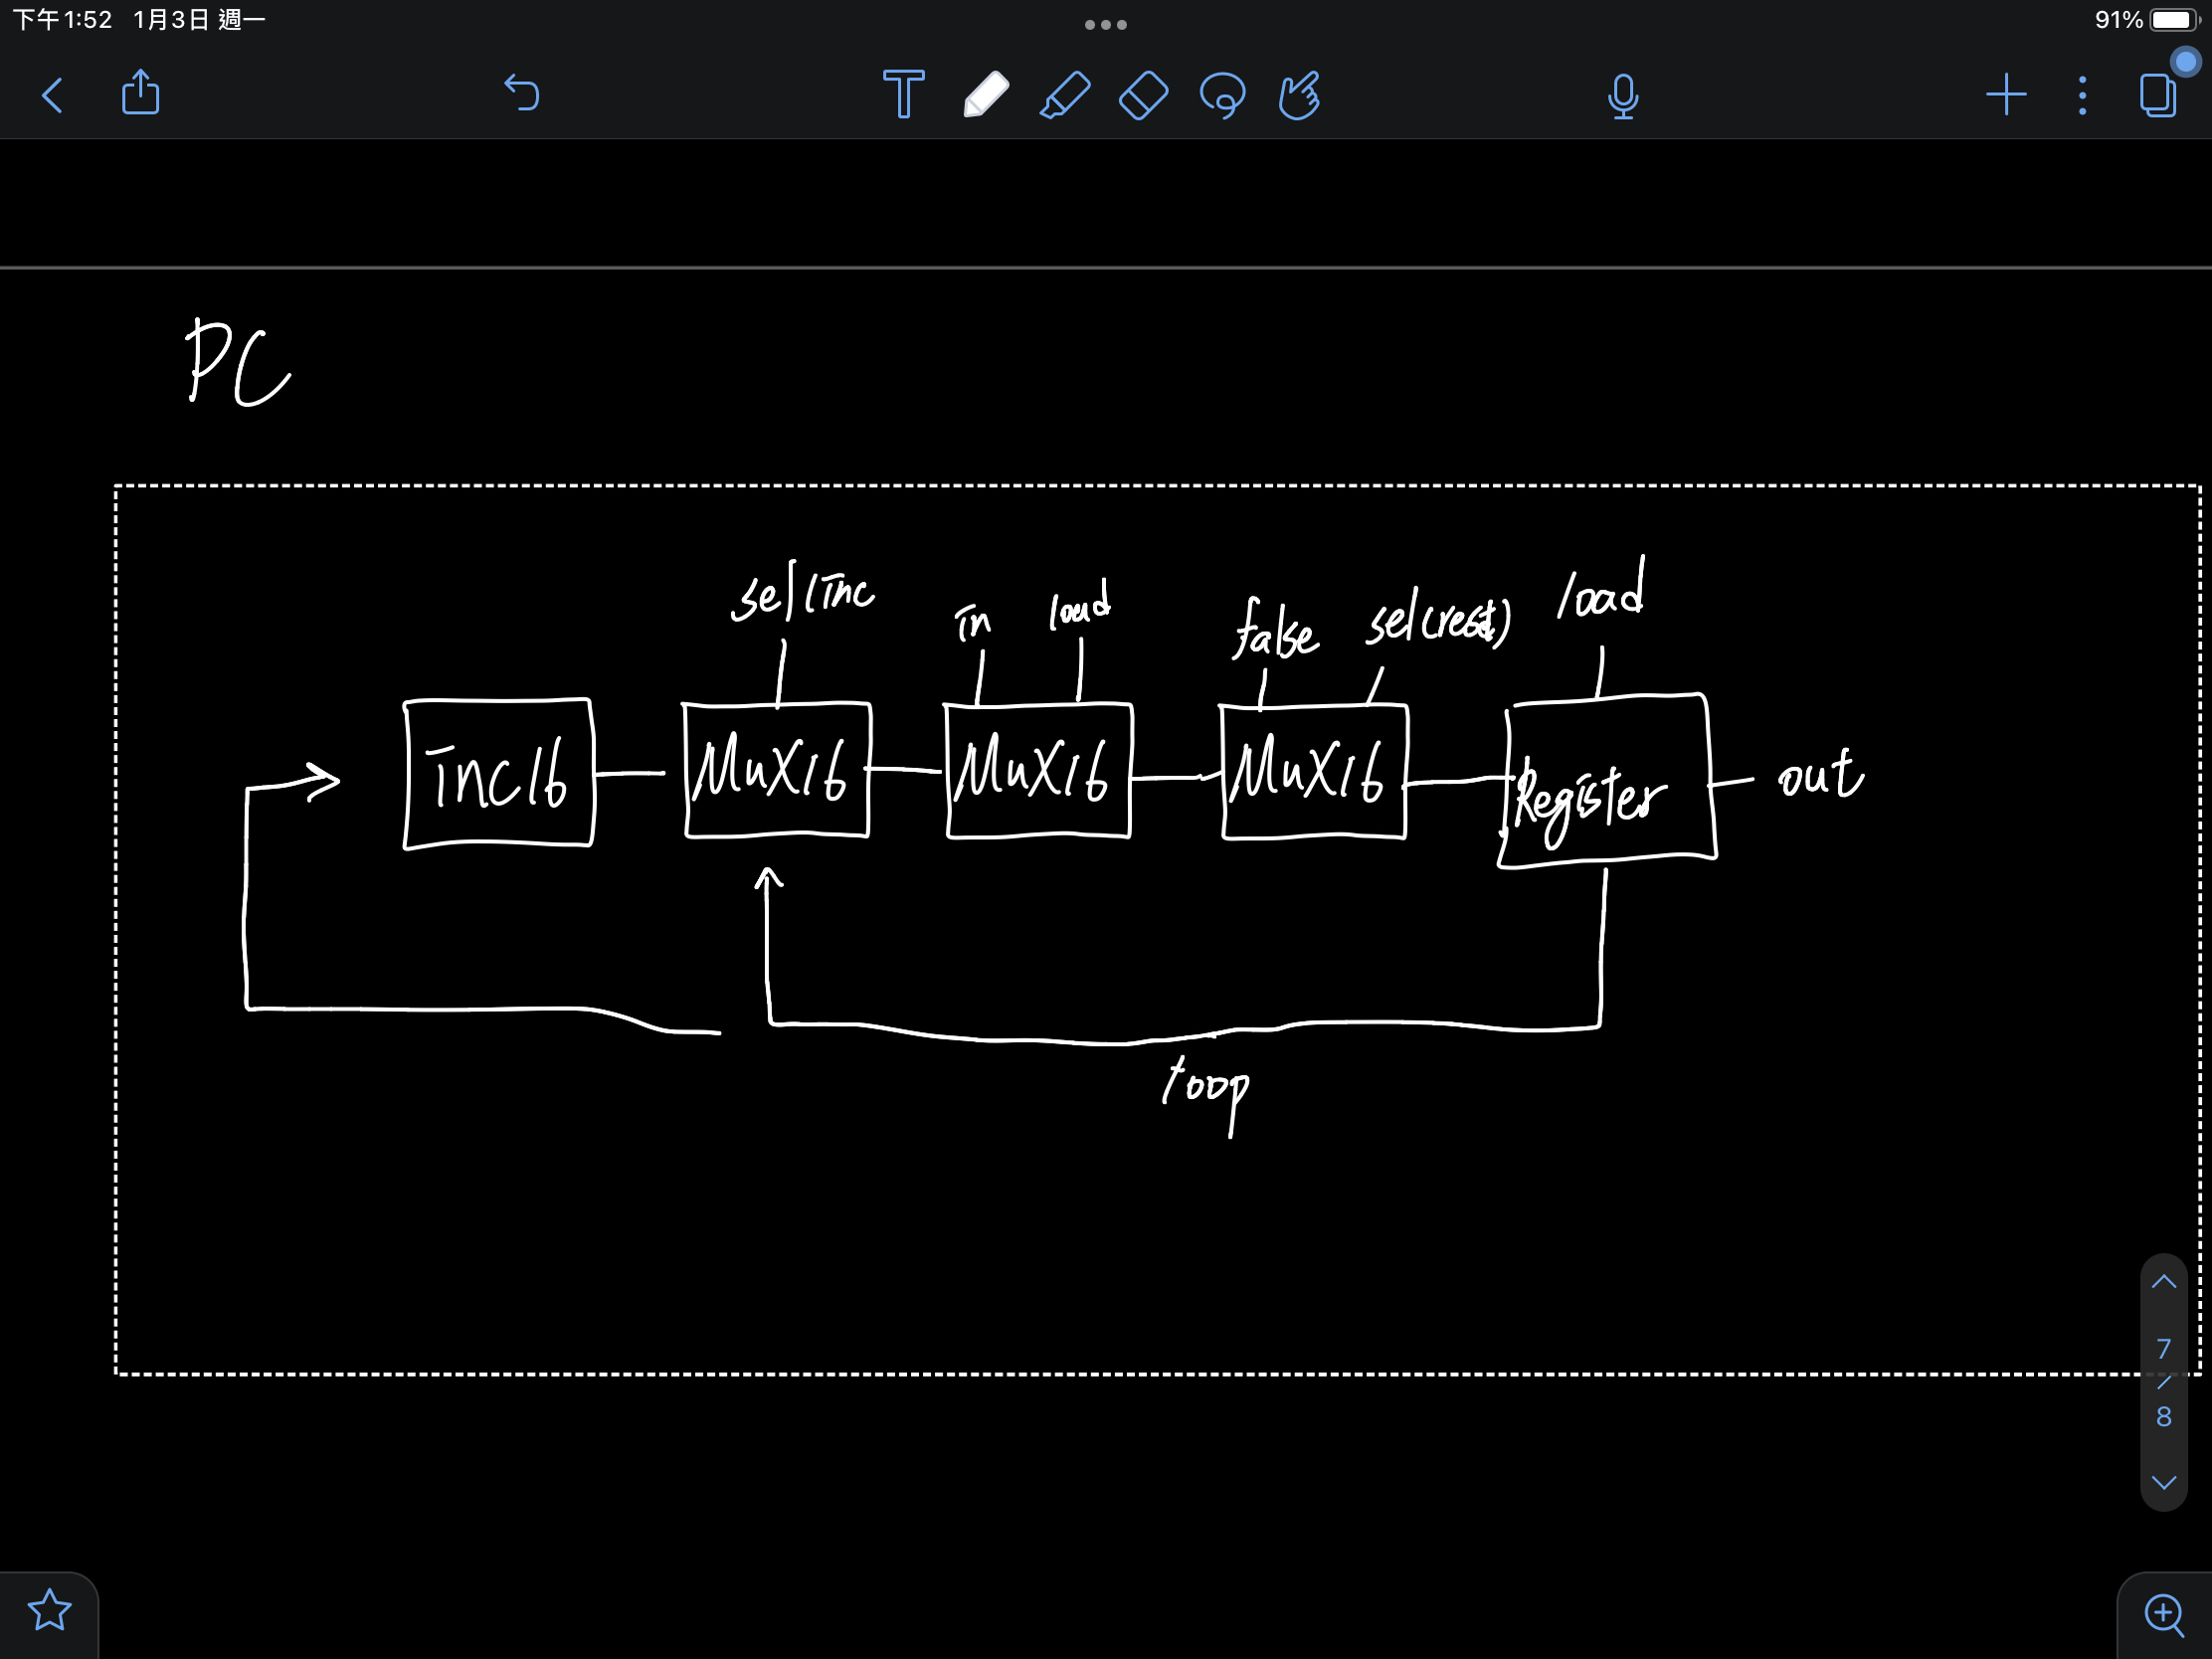 下午1:52 1月3日 週一
91%
PC
sel(inc
in
load
false
sel(reset)
load
inc16
Mux16
Mux16
Mux16
Register
out
loop
7
/
8